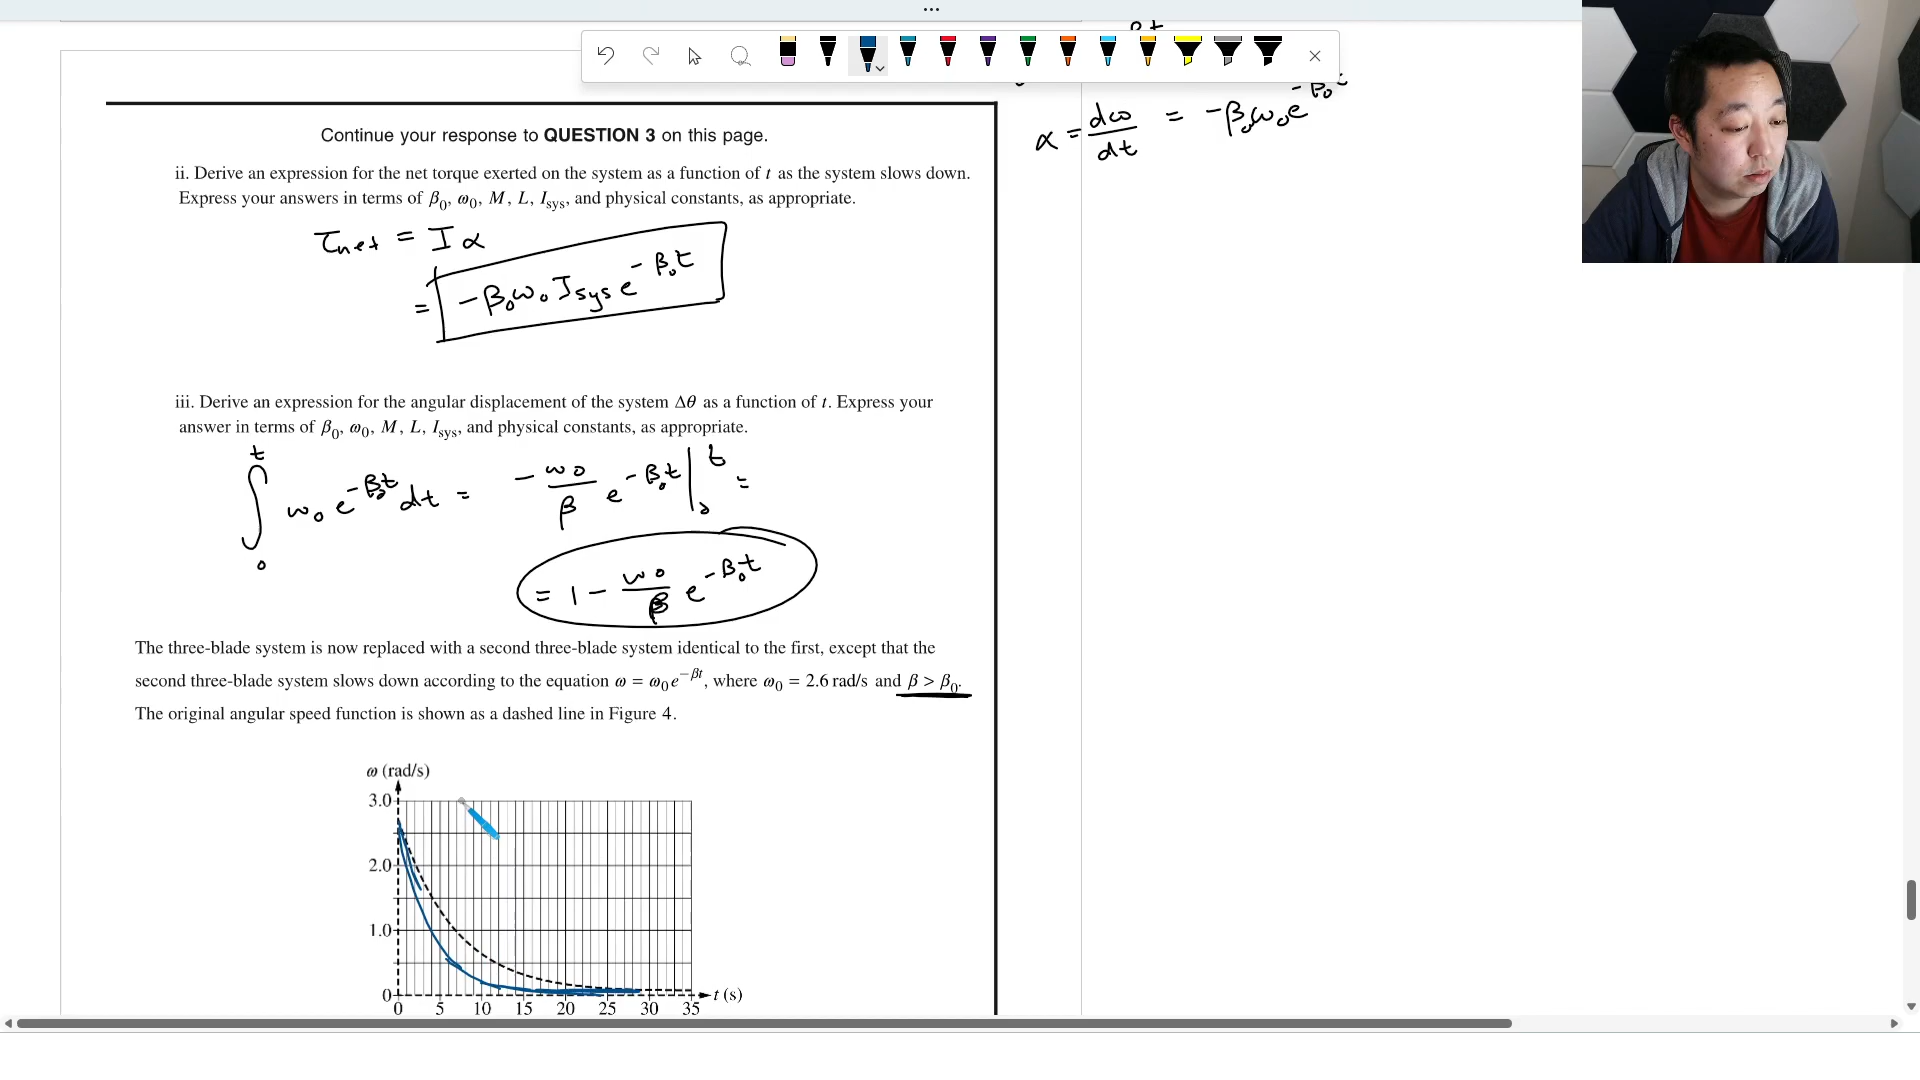 ...
α = dω/dt = -β₀ω₀e^-β₀t
Continue your response to QUESTION 3 on this page.
ii. Derive an expression for the net torque exerted on the system as a function of t as the system slows down.
Express your answers in terms of β₀, ω₀, M, L, I_sys, and physical constants, as appropriate.
τ_net = I α
= -β₀ω₀ I_sys e^-β₀t
iii. Derive an expression for the angular displacement of the system Δθ as a function of t. Express your
answer in terms of β₀, ω₀, M, L, I_sys, and physical constants, as appropriate.
∫₀^t ω₀ e^-β₀t dt = -ω₀/β e^-β₀t |₀^t =
= 1 - ω₀/β e^-β₀t
The three-blade system is now replaced with a second three-blade system identical to the first, except that the
second three-blade system slows down according to the equation ω = ω₀e^-βt, where ω₀ = 2.6 rad/s and β > β₀.
The original angular speed function is shown as a dashed line in Figure 4.
ω (rad/s)
3.0
2.0
1.0
0
0 5 10 15 20 25 30 35
t (s)